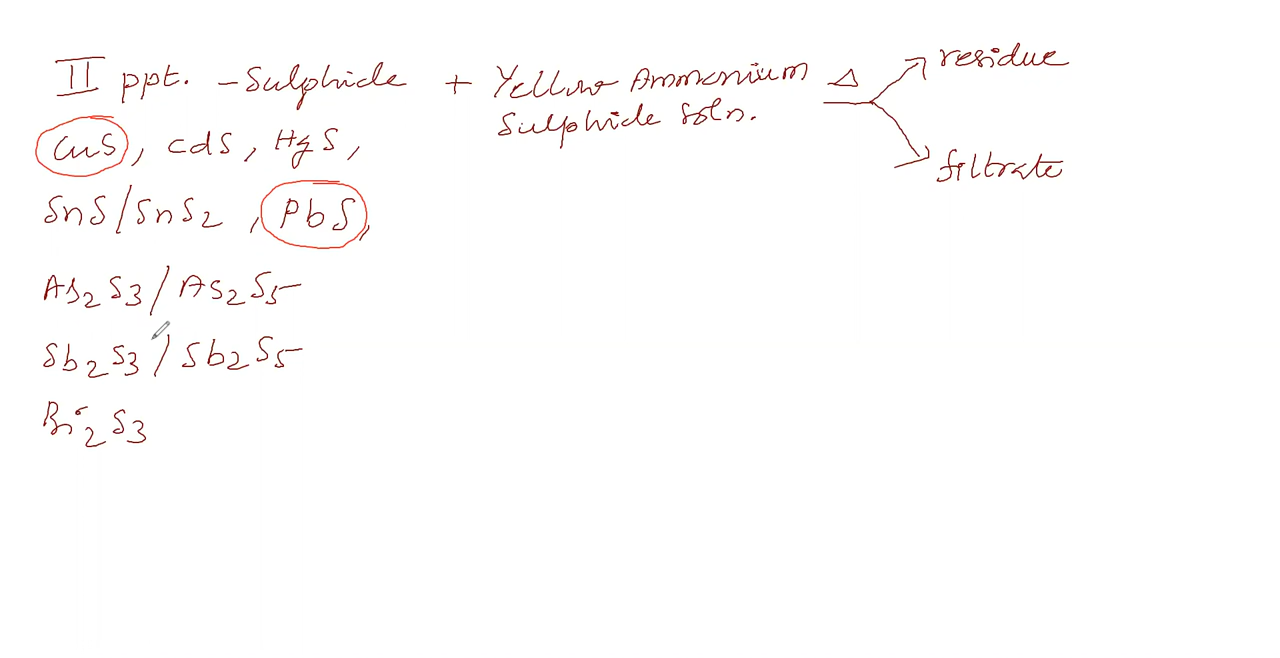 II ppt. - Sulphide + Yellow Ammonium Sulphide Soln. Δ residue
filtrate
CuS, CdS, HgS,
SnS/SnS2, PbS,
As2S3/As2S5
Sb2S3/Sb2S5
Bi2S3